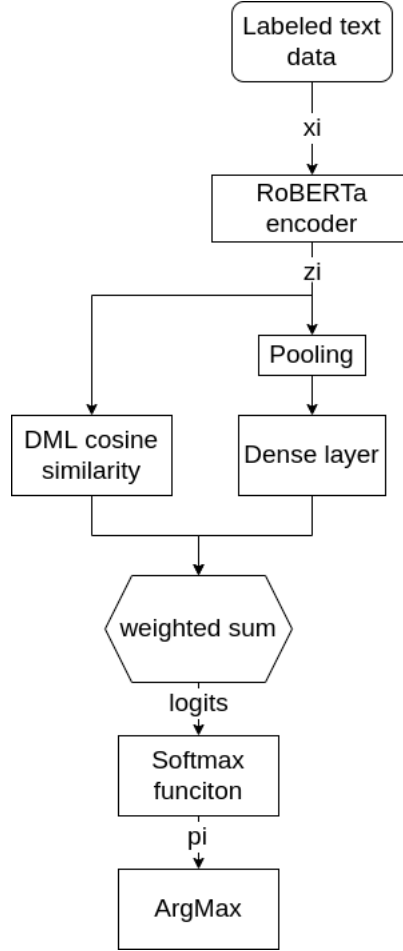 Labeled text
data
xi
RoBERTa
encoder
zi
Pooling
DML cosine
similarity
Dense layer
weighted sum
logits
Softmax
funciton
pi
ArgMax